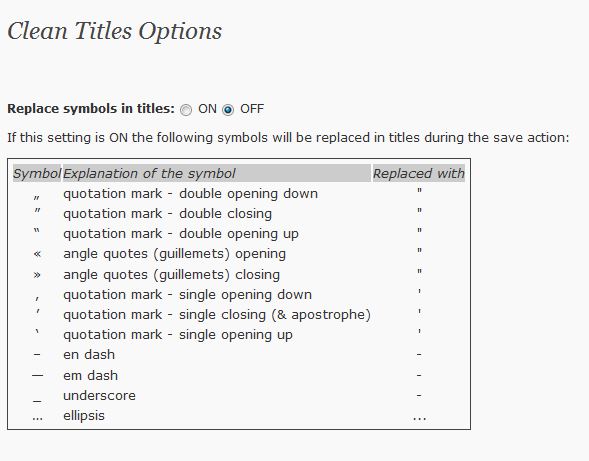 Clean Titles Options
Replace symbols in titles: ON OFF
If this setting is ON the following symbols will be replaced in titles during the save action:
Symbol Explanation of the symbol Replaced with
„ quotation mark - double opening down "
” quotation mark - double closing "
“ quotation mark - double opening up "
« angle quotes (guillemets) opening "
» angle quotes (guillemets) closing "
‚ quotation mark - single opening down '
’ quotation mark - single closing (& apostrophe) '
‘ quotation mark - single opening up '
– en dash -
— em dash -
_ underscore -
… ellipsis ...